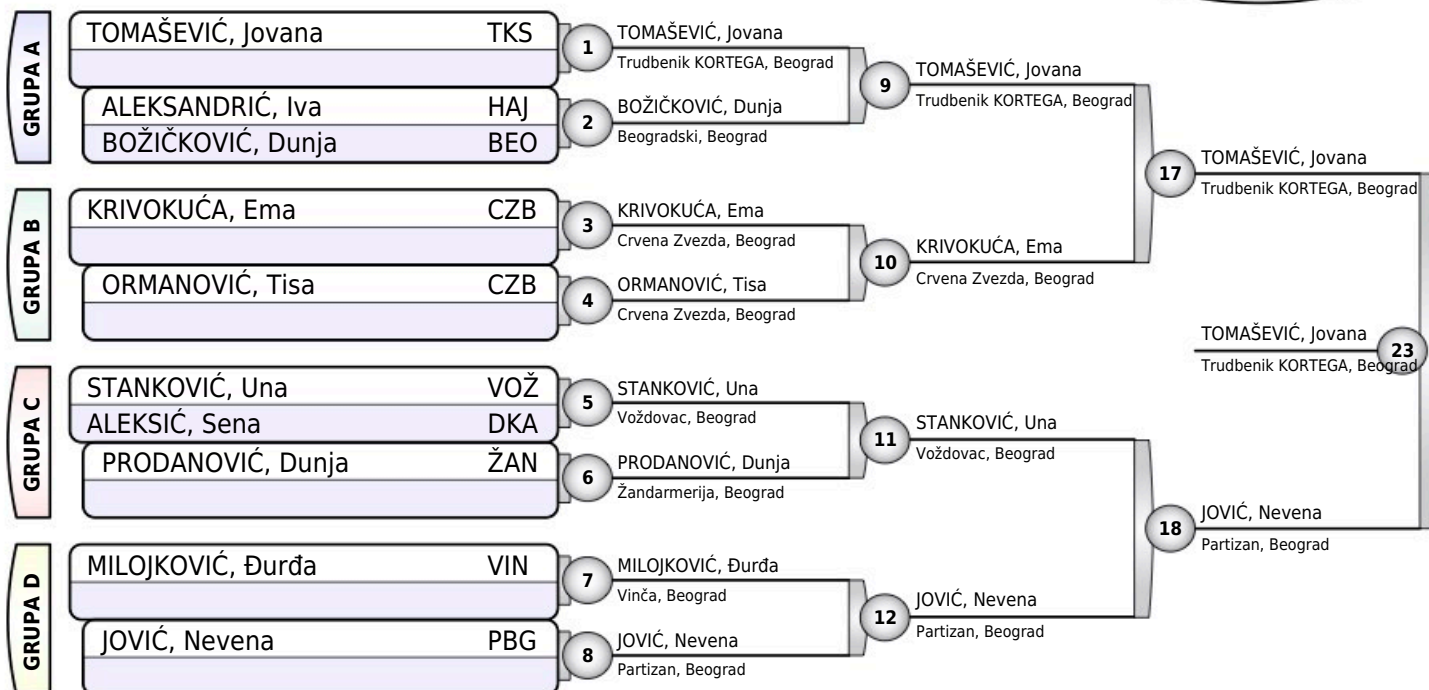 GRUPA A
TOMAŠEVIĆ, Jovana TKS
ALEKSANDRIĆ, Iva HAJ
BOŽIČKOVIĆ, Dunja BEO
GRUPA B
KRIVOKUĆA, Ema CZB
ORMANOVIĆ, Tisa CZB
GRUPA C
STANKOVIĆ, Una VOŽ
ALEKSIĆ, Sena DKA
PRODANOVIĆ, Dunja ŽAN
GRUPA D
MILOJKOVIĆ, Đurđa VIN
JOVIĆ, Nevena PBG
1
TOMAŠEVIĆ, Jovana
Trudbenik KORTEGA, Beograd
2
BOŽIČKOVIĆ, Dunja
Beogradski, Beograd
3
KRIVOKUĆA, Ema
Crvena Zvezda, Beograd
4
ORMANOVIĆ, Tisa
Crvena Zvezda, Beograd
5
STANKOVIĆ, Una
Voždovac, Beograd
6
PRODANOVIĆ, Dunja
Žandarmerija, Beograd
7
MILOJKOVIĆ, Đurđa
Vinča, Beograd
8
JOVIĆ, Nevena
Partizan, Beograd
9
TOMAŠEVIĆ, Jovana
Trudbenik KORTEGA, Beograd
10
KRIVOKUĆA, Ema
Crvena Zvezda, Beograd
11
STANKOVIĆ, Una
Voždovac, Beograd
12
JOVIĆ, Nevena
Partizan, Beograd
17
TOMAŠEVIĆ, Jovana
Trudbenik KORTEGA, Beograd
18
JOVIĆ, Nevena
Partizan, Beograd
TOMAŠEVIĆ, Jovana
Trudbenik KORTEGA, Beograd
23